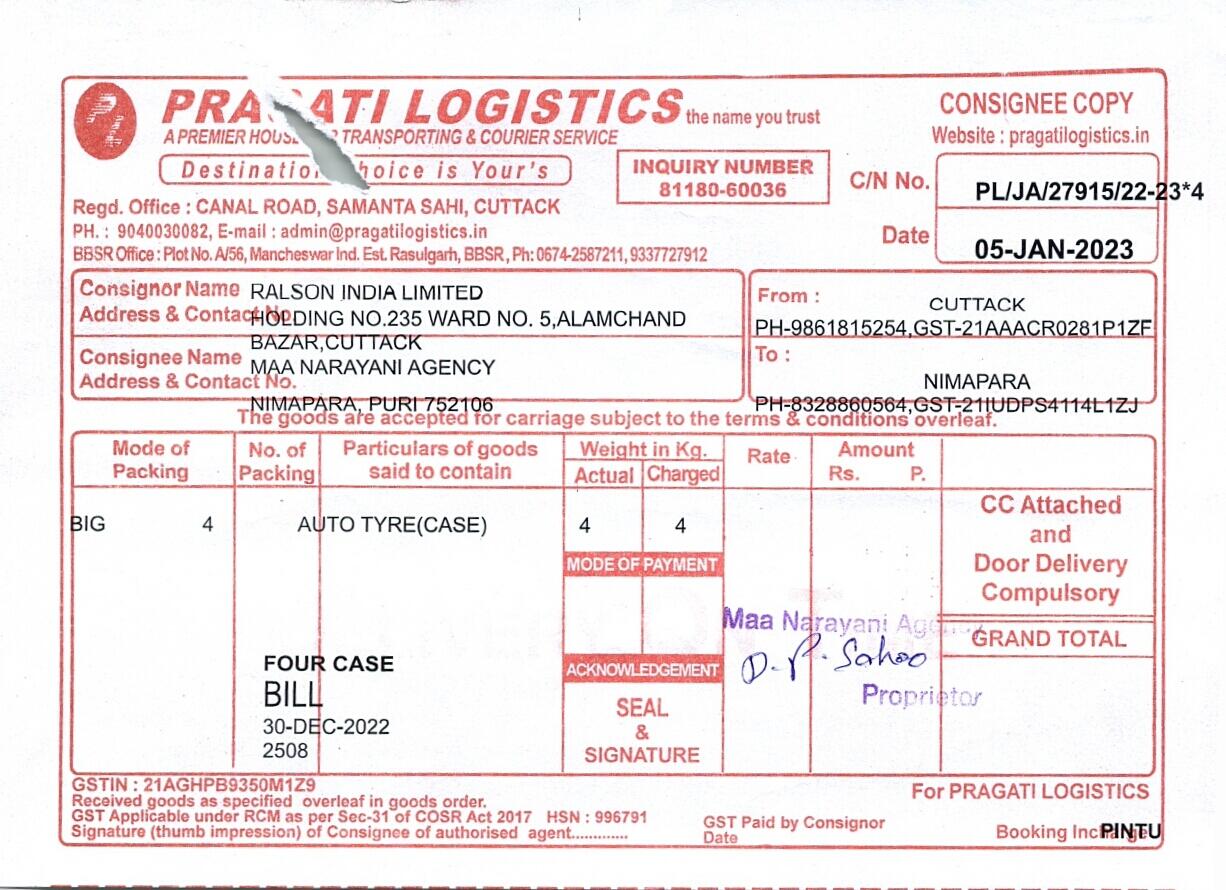 PRAGATI LOGISTICS the name you trust
A PREMIER HOUSE TRANSPORTING & COURIER SERVICE
Destination Choice is Your's
CONSIGNEE COPY
Website : pragatilogistics.in
INQUIRY NUMBER
81180-60036
C/N No. PL/JA/27915/22-23*4
Regd. Office : CANAL ROAD, SAMANTA SAHI, CUTTACK
PH. : 9040030082, E-mail : admin@pragatilogistics.in
Date 05-JAN-2023
BBSR Office : Plot No. A/56, Mancheswar Ind. Est. Rasulgarh, BBSR, Ph: 0674-2587211, 9337727912
Consignor Name RALSON INDIA LIMITED
Address & Contact No. HOLDING NO.235 WARD NO. 5,ALAMCHAND
BAZAR,CUTTACK
From : CUTTACK
PH-9861815254,GST-21AAACR0281P1ZF
Consignee Name MAA NARAYANI AGENCY
Address & Contact No.
NIMAPARA, PURI 752106
To :
NIMAPARA
PH-8328860564,GST-21IUDPS4114L1ZJ
The goods are accepted for carriage subject to the terms & conditions overleaf.
Mode of Packing No. of Packing Particulars of goods said to contain Weight in Kg. Actual Charged Rate Amount Rs. P.
BIG 4 AUTO TYRE(CASE) 4 4
CC Attached
and
Door Delivery
Compulsory
MODE OF PAYMENT
GRAND TOTAL
Maa Narayani Agency
D. P. Sahoo
Proprietor
FOUR CASE
BILL
30-DEC-2022
2508
ACKNOWLEDGEMENT
SEAL
&
SIGNATURE
GSTIN : 21AGHPB9350M1Z9
Received goods as specified overleaf in goods order.
GST Applicable under RCM as per Sec-31 of COSR Act 2017 HSN : 996791
Signature (thumb impression) of Consignee of authorised agent.............
GST Paid by Consignor
Date
For PRAGATI LOGISTICS
Booking Incharge PINTU